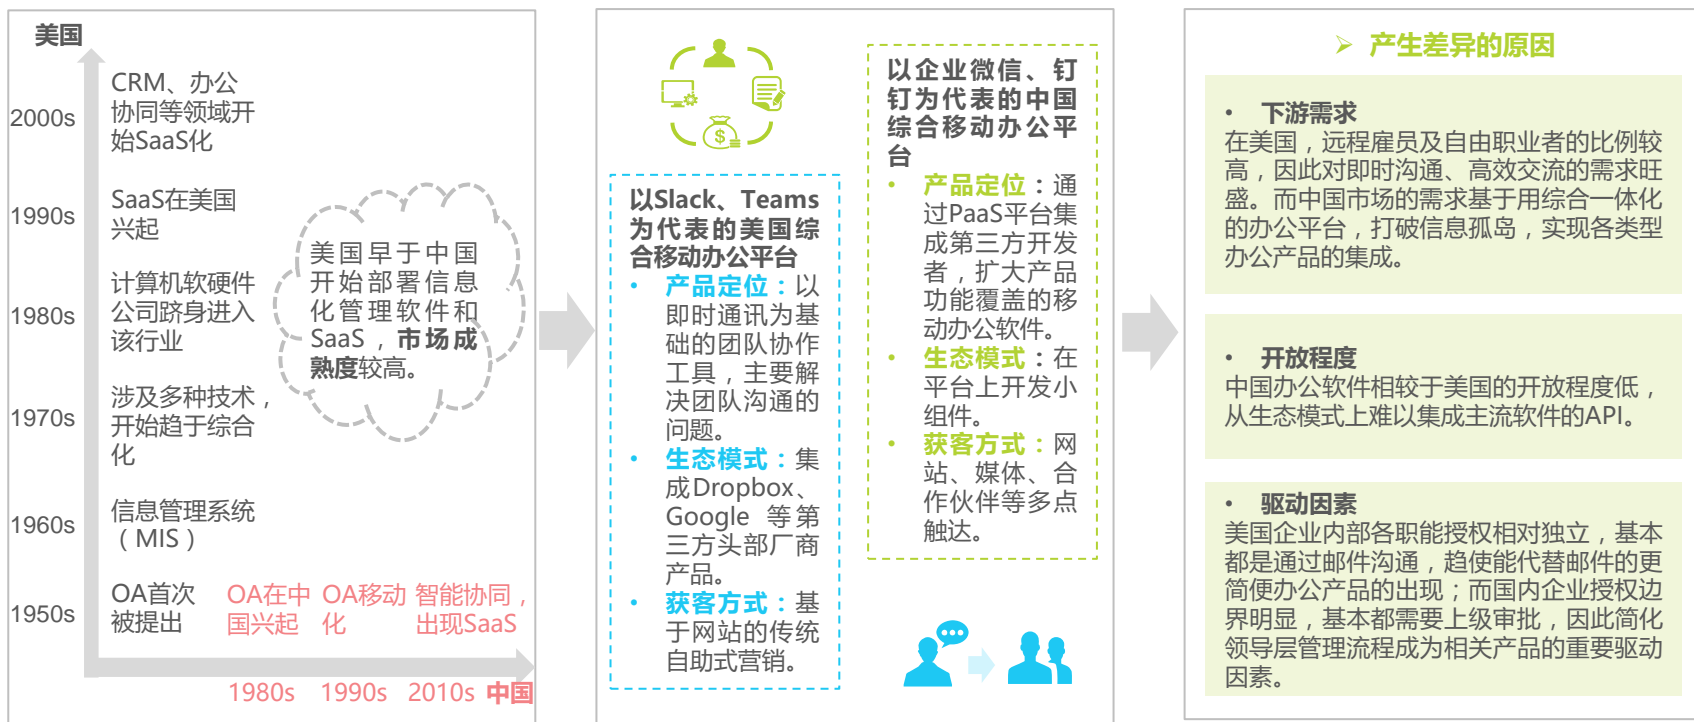 美国
2000s
CRM、办公
协同等领域开
始SaaS化
1990s
SaaS在美国
兴起
1980s
计算机软硬件
公司跻身进入
该行业
1970s
涉及多种技术，
开始趋于综合
化
1960s
信息管理系统
（MIS）
1950s
OA首次
被提出
OA在中
国兴起
OA移动
化
智能协同，
出现SaaS
1980s
1990s
2010s
中国
美国早于中国
开始部署信息
化管理软件和
SaaS，市场成
熟度较高。
以Slack、Teams
为代表的美国综
合移动办公平台
• 产品定位：以
即时通讯为基
础的团队协作
工具，主要解
决团队沟通的
问题。
• 生态模式：集
成Dropbox、
Google 等第
三方头部厂商
产品。
• 获客方式：基
于网站的传统
自助式营销。
以企业微信、钉
钉为代表的中国
综合移动办公平
台
• 产品定位：通
过PaaS平台集
成第三方开发
者，扩大产品
功能覆盖的移
动办公软件。
• 生态模式：在
平台上开发小
组件。
• 获客方式：网
站、媒体、合
作伙伴等多点
触达。
➢ 产生差异的原因
• 下游需求
在美国，远程雇员及自由职业者的比例较
高，因此对即时沟通、高效交流的需求旺
盛。而中国市场的需求基于用综合一体化
的办公平台，打破信息孤岛，实现各类型
办公产品的集成。
• 开放程度
中国办公软件相较于美国的开放程度低，
从生态模式上难以集成主流软件的API。
• 驱动因素
美国企业内部各职能授权相对独立，基本
都是通过邮件沟通，趋使能代替邮件的更
简便办公产品的出现；而国内企业授权边
界明显，基本都需要上级审批，因此简化
领导层管理流程成为相关产品的重要驱动
因素。